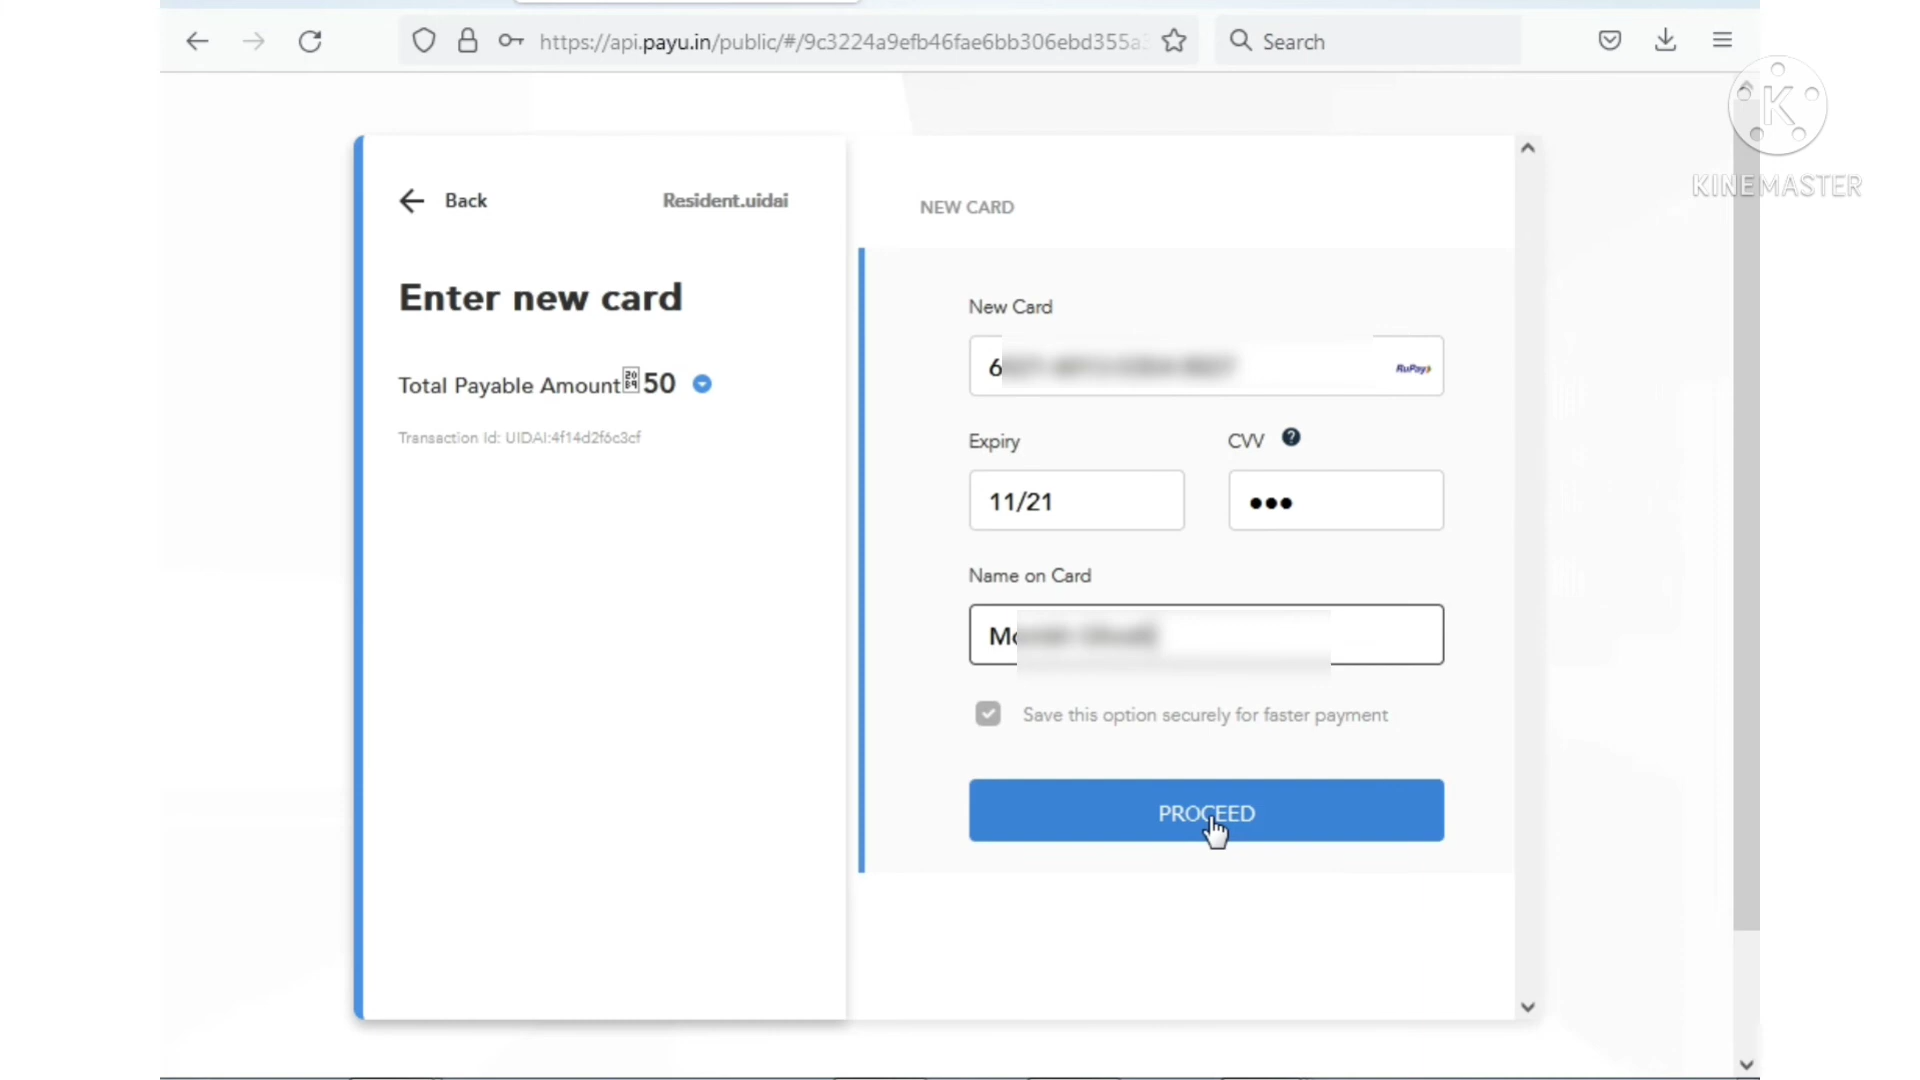 https://api.payu.in/public/#/9c3224a9efb46fae6bb306ebd355a
Search
KINEMASTER
Back
Resident.uidai
NEW CARD
Enter new card
New Card
6
RuPay
Total Payable Amount 50
Transaction Id: UIDAI:4f14d2f6c3cf
Expiry
CVV
11/21
Name on Card
Mo
Save this option securely for faster payment
PROCEED